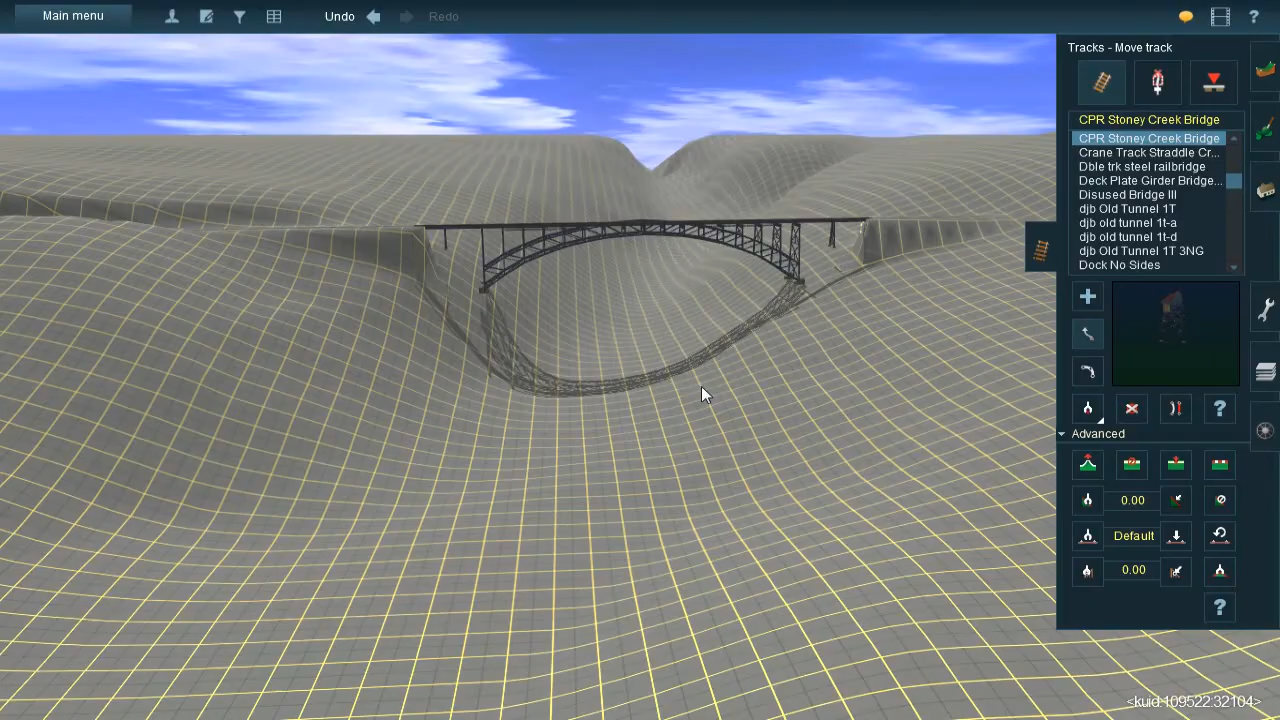 Main menu
Undo
Redo
?
Tracks - Move track
CPR Stoney Creek Bridge
CPR Stoney Creek Bridge
Crane Track Straddle Cr...
Dble trk steel railbridge
Deck Plate Girder Bridge...
Disused Bridge III
djb Old Tunnel 1T
djb old tunnel 1t-a
djb old tunnel 1t-d
djb Old Tunnel 1T 3NG
Dock No Sides
?
Advanced
0.00
Default
0.00
?
<kuid:109522:32104>